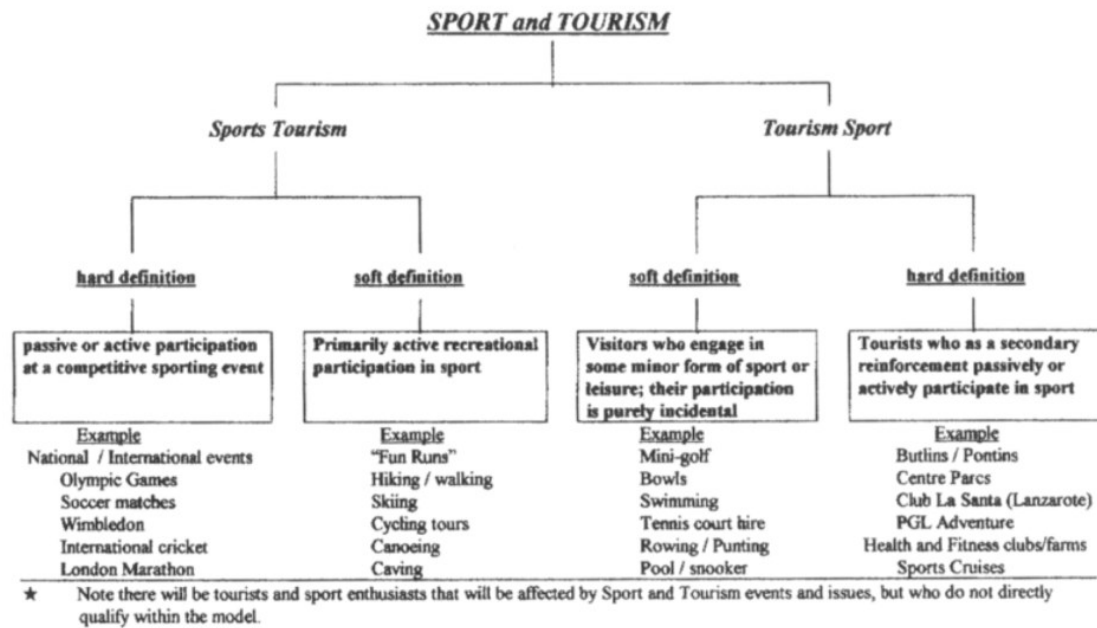 SPORT and TOURISM
Sports Tourism
Tourism Sport
hard definition
soft definition
soft definition
hard definition
passive or active participation
at a competitive sporting event
Primarily active recreational
participation in sport
Visitors who engage in
some minor form of sport or
leisure; their participation
is purely incidental
Tourists who as a secondary
reinforcement passively or
actively participate in sport
Example
National / International events
Olympic Games
Soccer matches
Wimbledon
International cricket
London Marathon
Example
"Fun Runs"
Hiking / walking
Skiing
Cycling tours
Canoeing
Caving
Example
Mini-golf
Bowls
Swimming
Tennis court hire
Rowing / Punting
Pool / snooker
Example
Butlins / Pontins
Centre Parcs
Club La Santa (Lanzarote)
PGL Adventure
Health and Fitness clubs/farms
Sports Cruises
★ Note there will be tourists and sport enthusiasts that will be affected by Sport and Tourism events and issues, but who do not directly
qualify within the model.